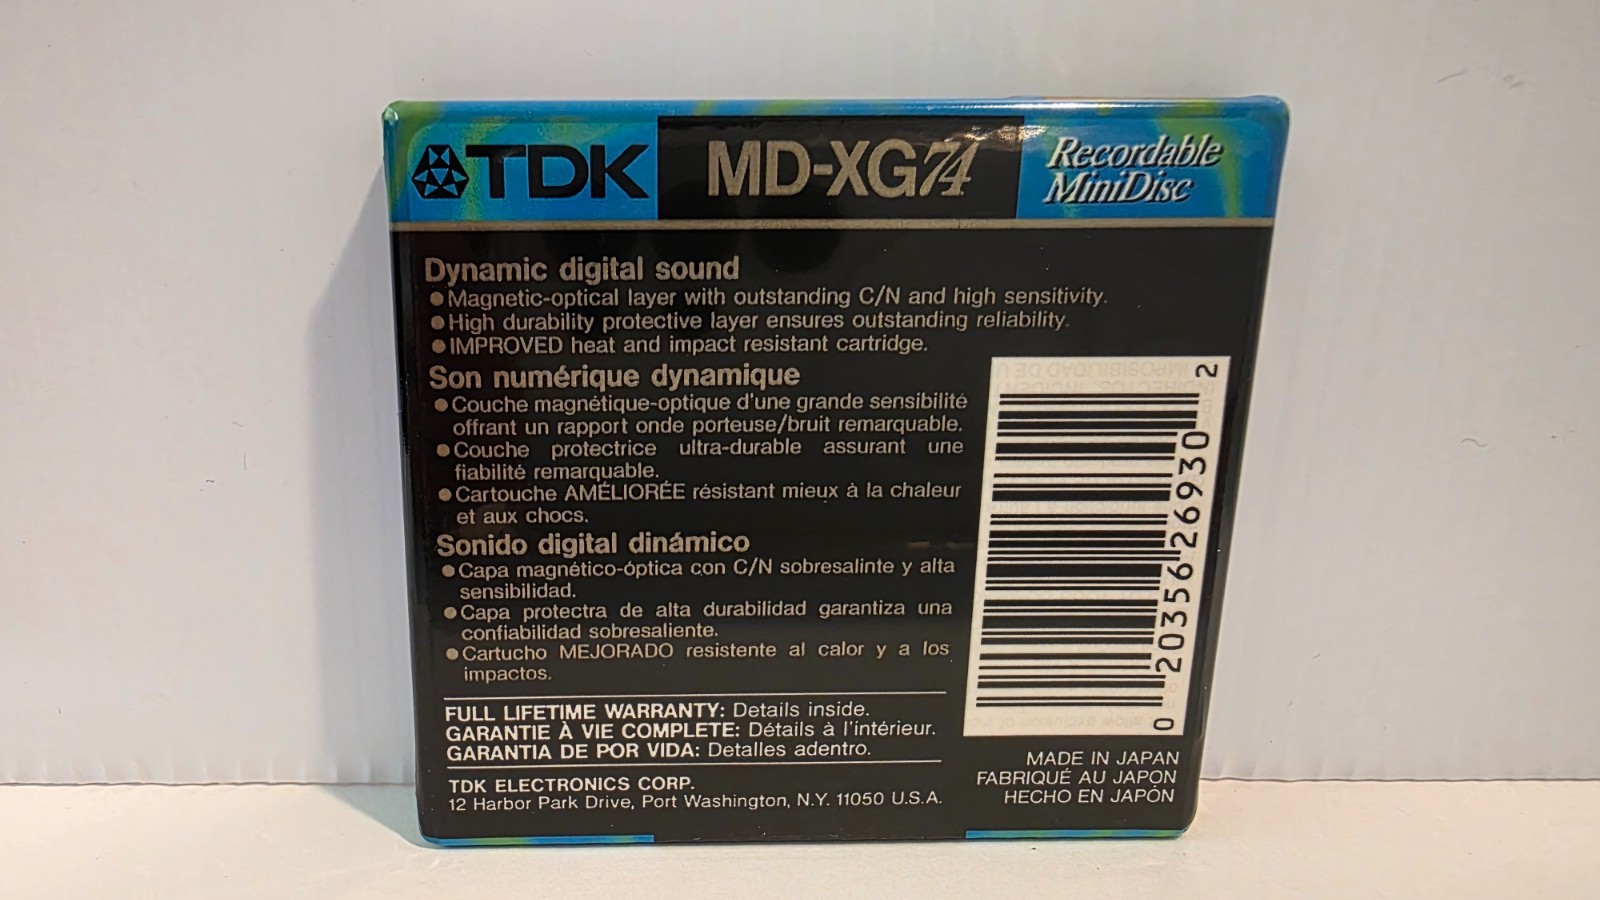 TDK MD-XG74 Recordable MiniDisc
Dynamic digital sound
●Magnetic-optical layer with outstanding C/N and high sensitivity.
●High durability protective layer ensures outstanding reliability.
●IMPROVED heat and impact resistant cartridge.
Son numérique dynamique
●Couche magnétique-optique d'une grande sensibilité
offrant un rapport onde porteuse/bruit remarquable.
●Couche protectrice ultra-durable assurant une
fiabilité remarquable.
●Cartouche AMÉLIORÉE résistant mieux à la chaleur
et aux chocs.
Sonido digital dinámico
●Capa magnético-óptica con C/N sobresalinte y alta
sensibilidad.
●Capa protectra de alta durabilidad garantiza una
confiabilidad sobresaliente.
●Cartucho MEJORADO resistente al calor y a los
impactos.
FULL LIFETIME WARRANTY: Details inside.
GARANTIE À VIE COMPLETE: Détails à l'intérieur.
GARANTIA DE POR VIDA: Detalles adentro.
TDK ELECTRONICS CORP.
12 Harbor Park Drive, Port Washington, N.Y. 11050 U.S.A.
0 20356 26930 2
MADE IN JAPAN
FABRIQUÉ AU JAPON
HECHO EN JAPÓN